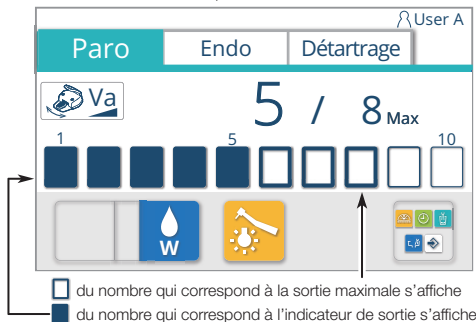 User A
Paro Endo Détartrage
Va 5 / 8 Max
1 5 10
W
du nombre qui correspond à la sortie maximale s’affiche
du nombre qui correspond à l’indicateur de sortie s’affiche